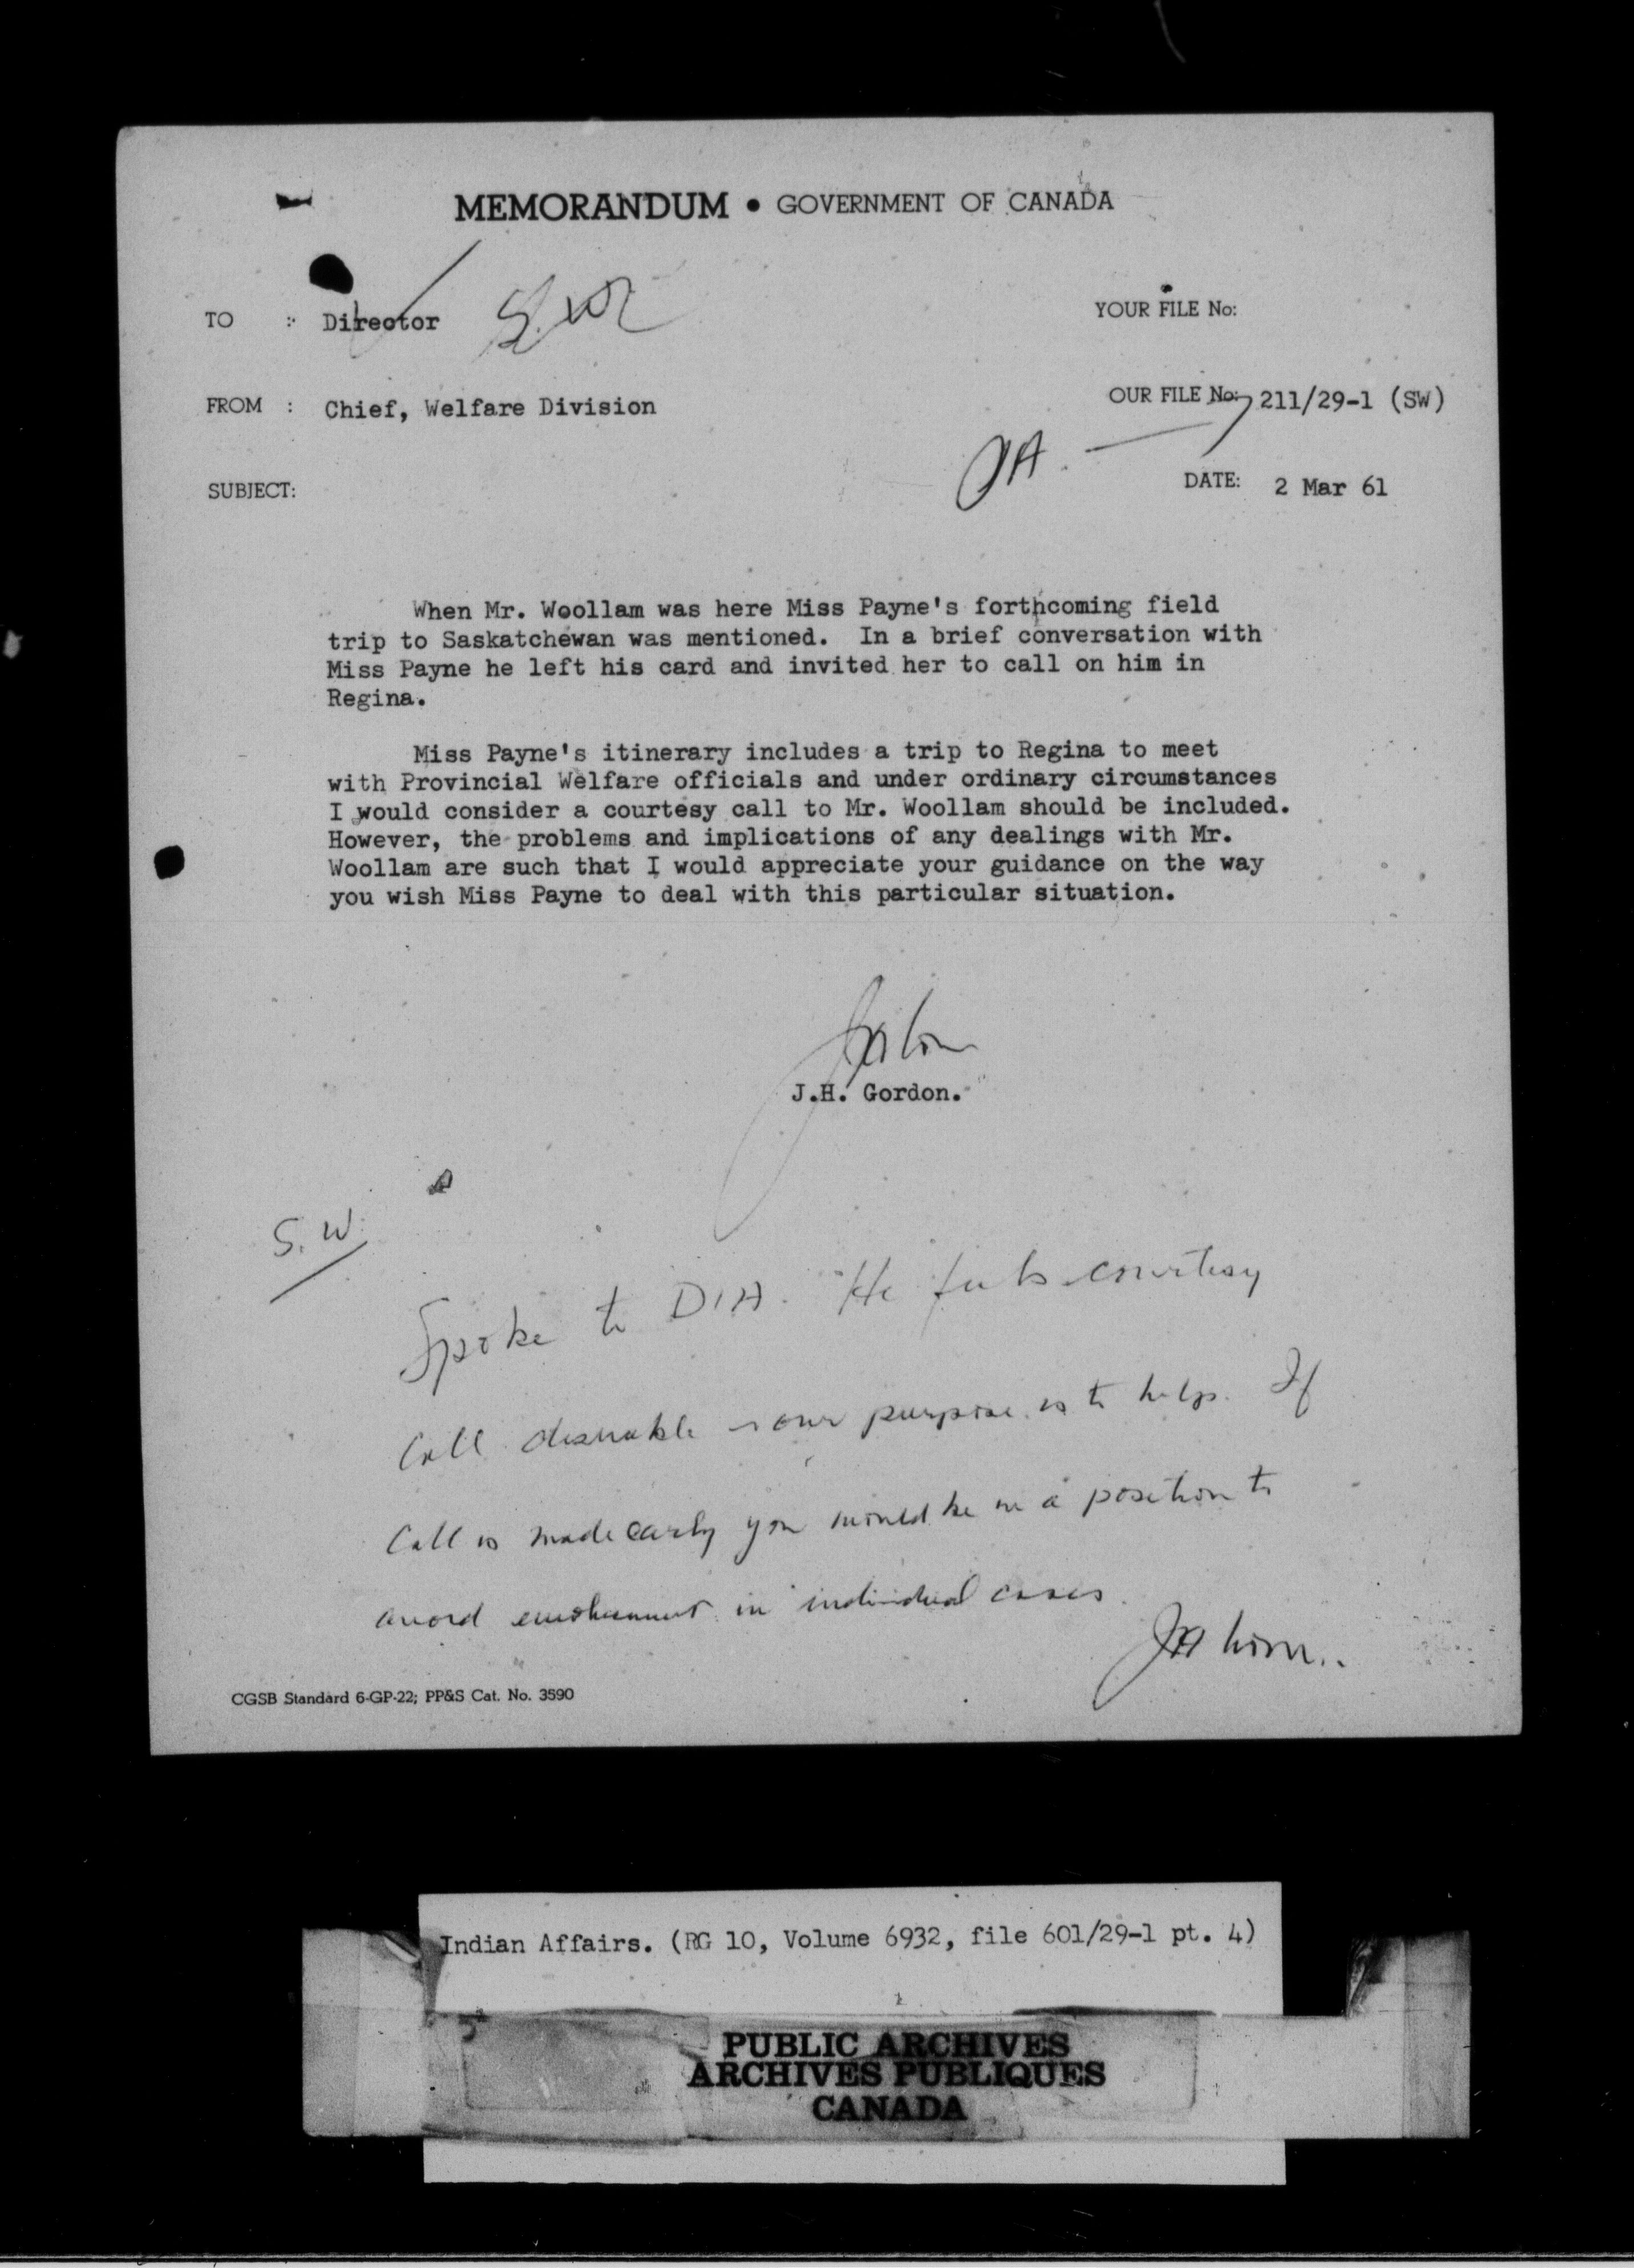 MEMORANDUM • GOVERNMENT OF CANADA
TO : Director S.W.
YOUR FILE No:
FROM : Chief, Welfare Division
OUR FILE No: 211/29-1 (SW)
SUBJECT:
DATE: 2 Mar 61
When Mr. Woollam was here Miss Payne's forthcoming field
trip to Saskatchewan was mentioned. In a brief conversation with
Miss Payne he left his card and invited her to call on him in
Regina.
Miss Payne's itinerary includes a trip to Regina to meet
with Provincial Welfare officials and under ordinary circumstances
I would consider a courtesy call to Mr. Woollam should be included.
However, the problems and implications of any dealings with Mr.
Woollam are such that I would appreciate your guidance on the way
you wish Miss Payne to deal with this particular situation.
J.H. Gordon.
S.W.
Spoke to DIA. He feels courtesy
call desirable our purpose is to help. If
call is made early you would be in a position to
avoid involvement in individual cases.
CGSB Standard 6-GP-22; PP&S Cat. No. 3590
Indian Affairs. (RG 10, Volume 6932, file 601/29-1 pt. 4)
PUBLIC ARCHIVES
ARCHIVES PUBLIQUES
CANADA